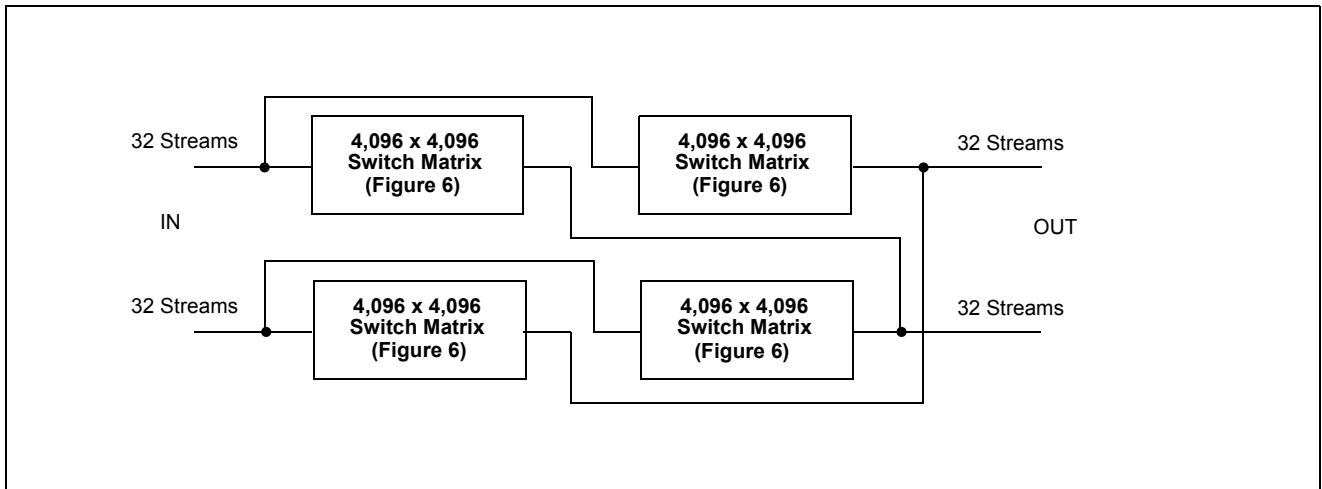 32 Streams
4,096 x 4,096
Switch Matrix
(Figure 6)
4,096 x 4,096
Switch Matrix
(Figure 6)
32 Streams
IN
OUT
32 Streams
4,096 x 4,096
Switch Matrix
(Figure 6)
4,096 x 4,096
Switch Matrix
(Figure 6)
32 Streams